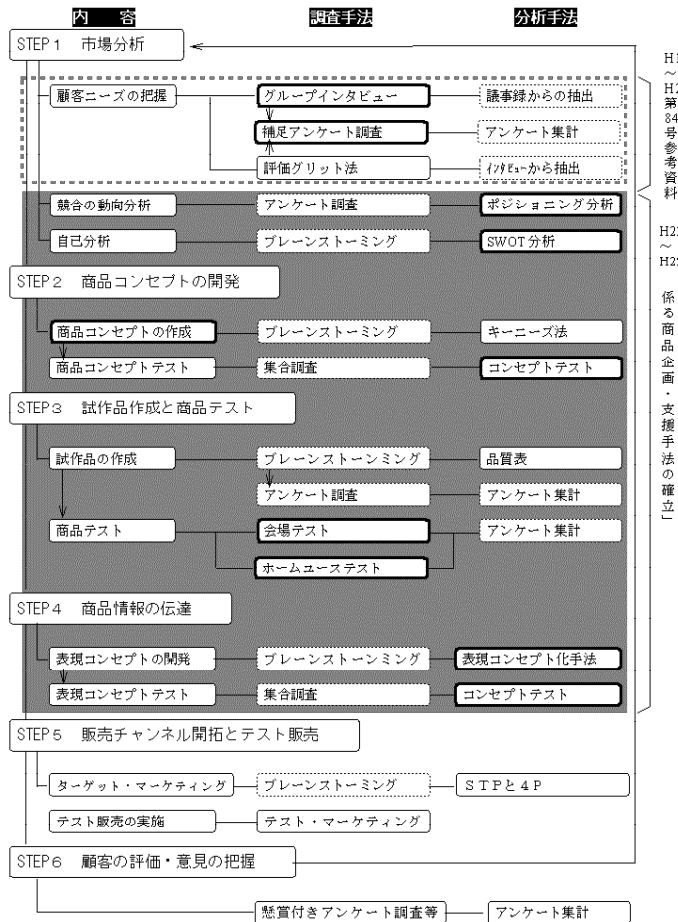 内 容 調査手法 分析手法
STEP1 市場分析
顧客ニーズの把握 グループインタビュー 議事録からの抽出
補足アンケート調査 アンケート集計
評価グリット法 インタビューから抽出
競合の動向分析 アンケート調査 ポジショニング分析
自己分析 ブレーンストーミング SWOT分析
STEP2 商品コンセプトの開発
商品コンセプトの作成 ブレーンストーミング キーニーズ法
商品コンセプトテスト 集合調査 コンセプトテスト
STEP3 試作品作成と商品テスト
試作品の作成 ブレーンストーンミング 品質表
アンケート調査 アンケート集計
商品テスト 会場テスト アンケート集計
ホームユーステスト
STEP4 商品情報の伝達
表現コンセプトの開発 ブレーンストーンミング 表現コンセプト化手法
表現コンセプトテスト 集合調査 コンセプトテスト
STEP5 販売チャンネル開拓とテスト販売
ターゲット・マーケティング ブレーンストーミング STPと4P
テスト販売の実施 テスト・マーケティング
STEP6 顧客の評価・意見の把握
懸賞付きアンケート調査等 アンケート集計
第84号参考資料
係る商品企画・支援手法の確立」